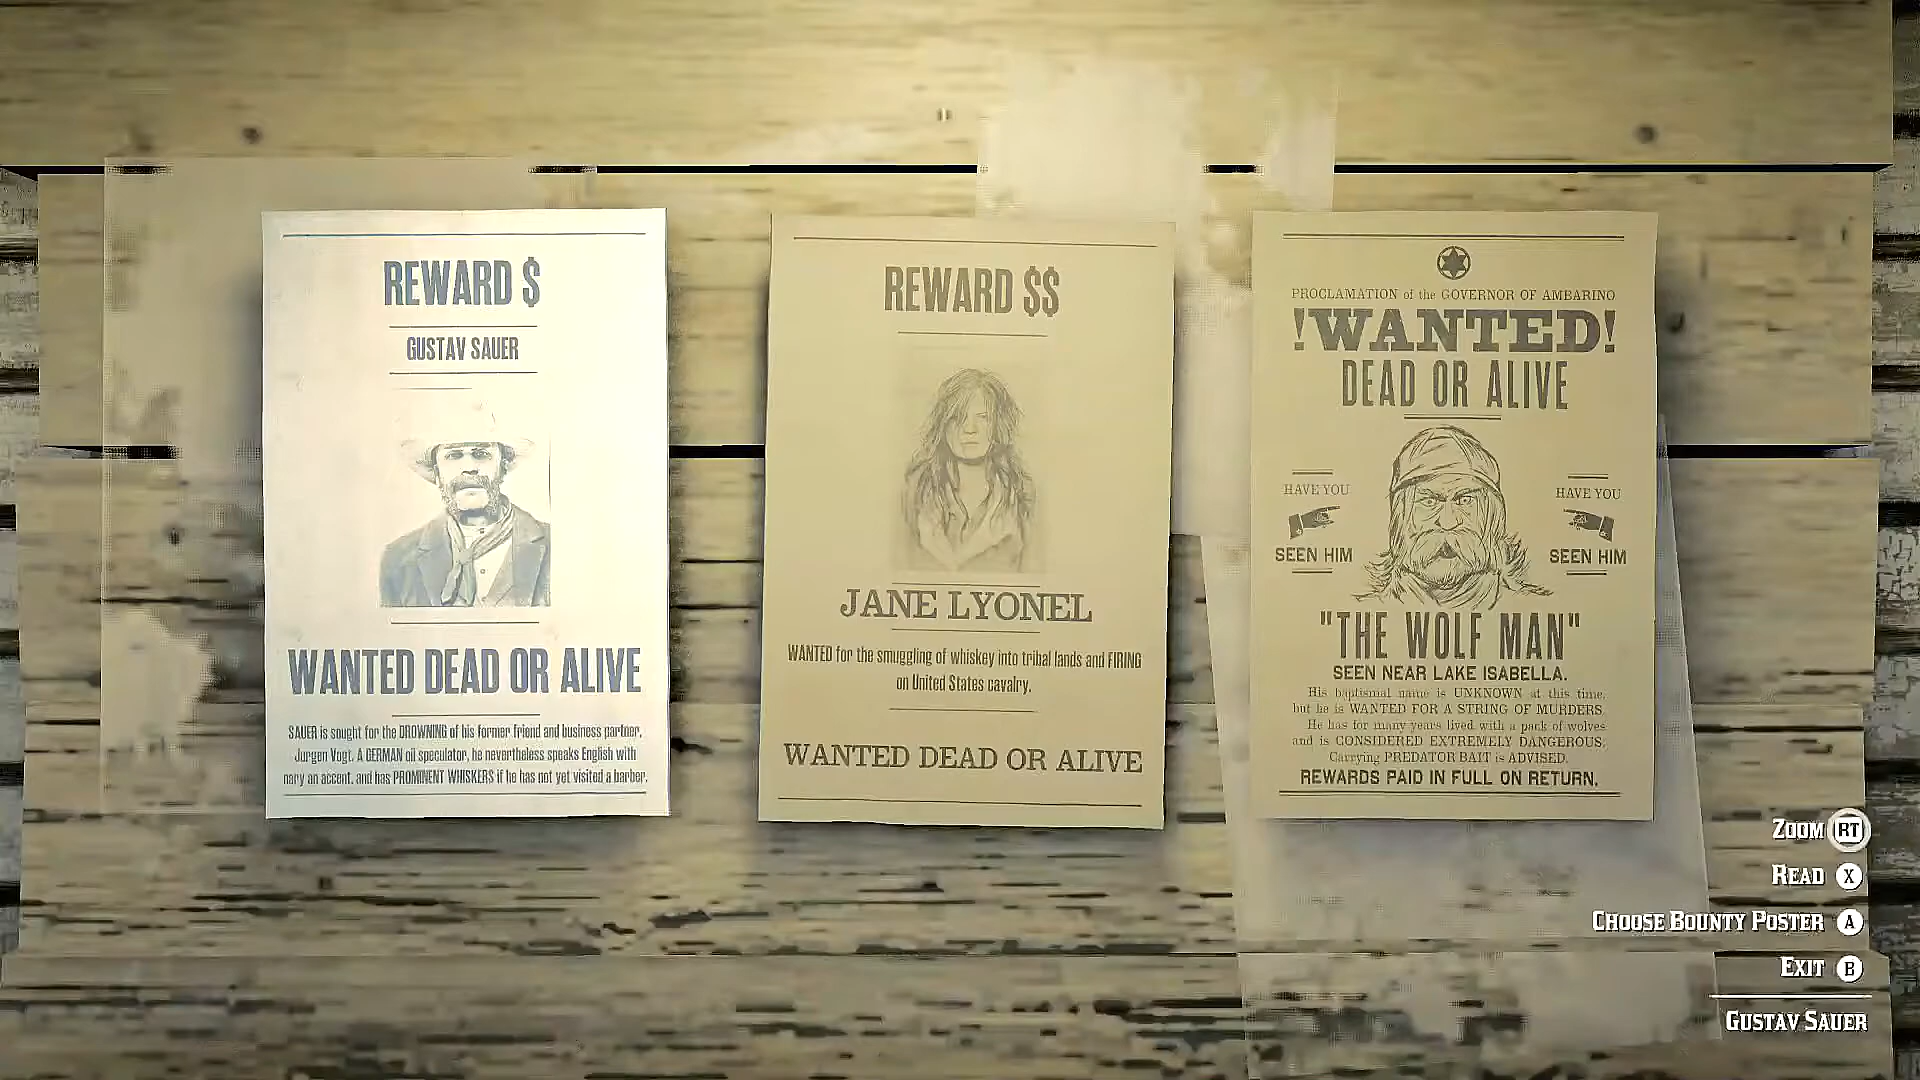 REWARD $
GUSTAV SAUER
WANTED DEAD OR ALIVE
SAUER is sought for the DROWNING of his former friend and business partner,
Jurgen Vogt. A GERMAN oil speculator, he nevertheless speaks English with
nary an accent, and has PROMINENT WHISKERS if he has not yet visited a barber.
REWARD $$
JANE LYONEL
WANTED for the smuggling of whiskey into tribal lands and FIRING
on United States cavalry.
WANTED DEAD OR ALIVE
PROCLAMATION of the GOVERNOR OF AMBARINO
!WANTED!
DEAD OR ALIVE
HAVE YOU
SEEN HIM
HAVE YOU
SEEN HIM
"THE WOLF MAN"
SEEN NEAR LAKE ISABELLA.
His baptismal name is UNKNOWN at this time,
but he is WANTED FOR A STRING OF MURDERS.
He has for many years lived with a pack of wolves
and is CONSIDERED EXTREMELY DANGEROUS.
Carrying PREDATOR BAIT is ADVISED.
REWARDS PAID IN FULL ON RETURN.
ZOOM RT
READ X
CHOOSE BOUNTY POSTER A
EXIT B
GUSTAV SAUER